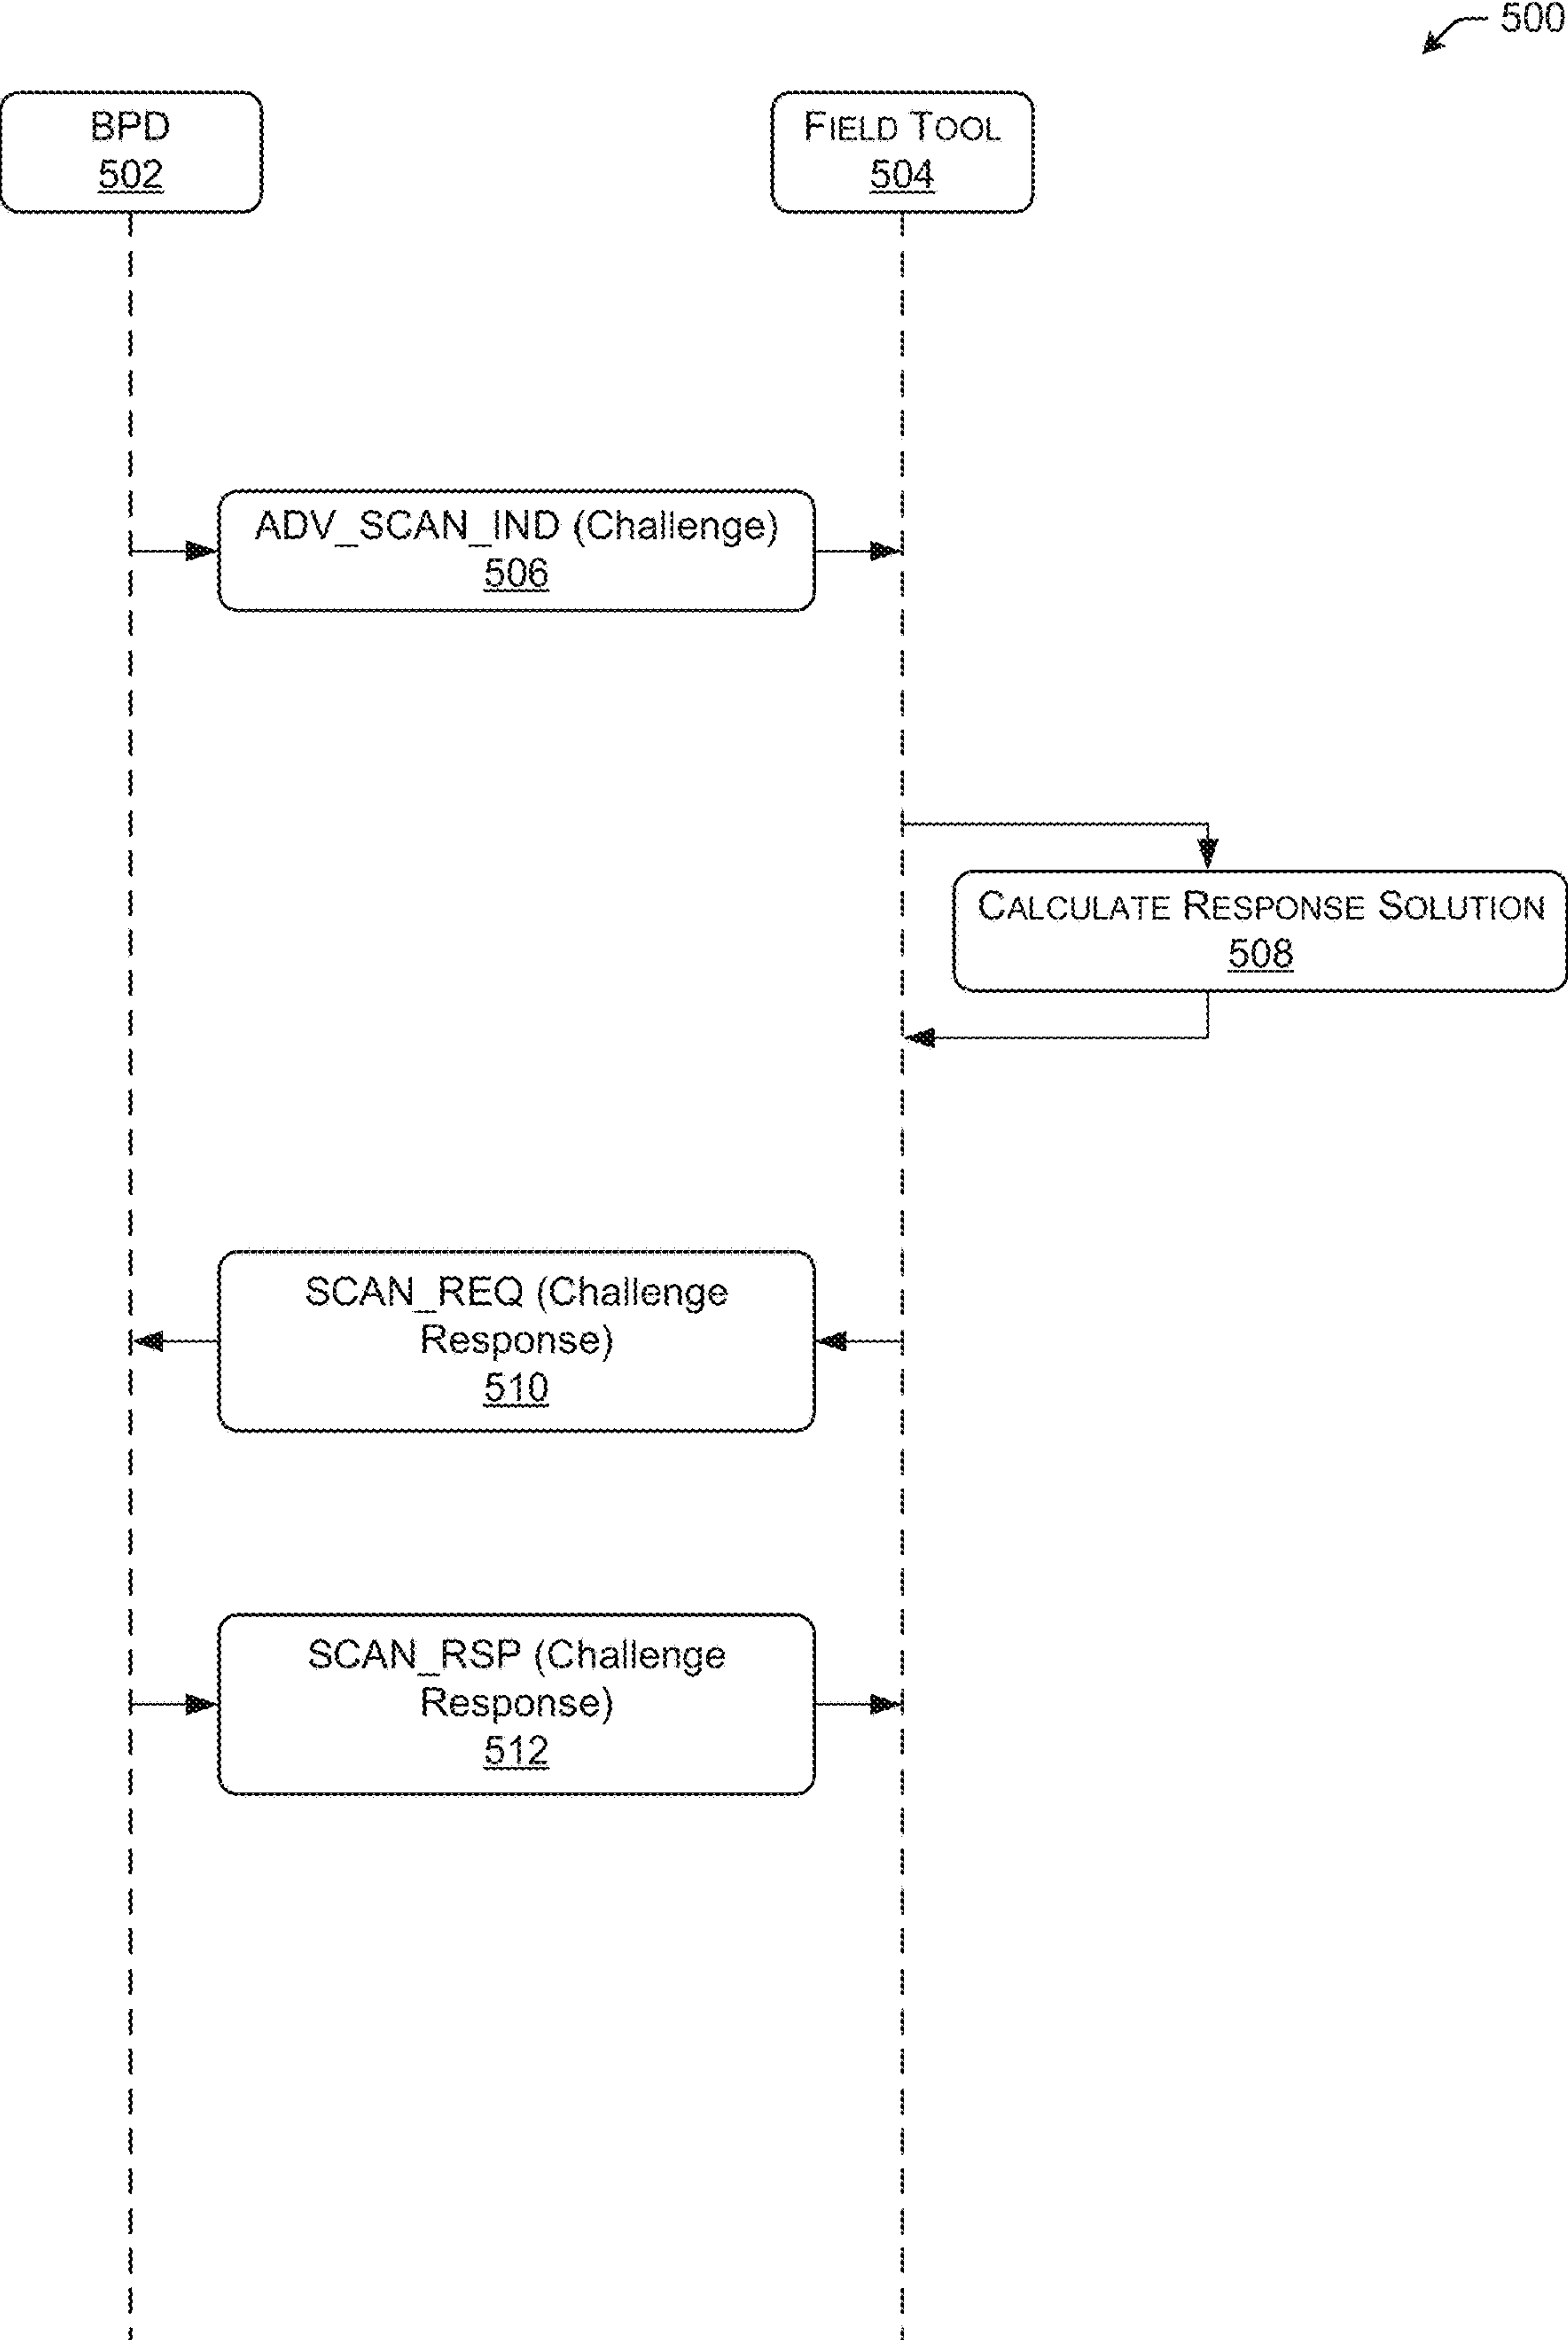 500
BPD
502
FIELD TOOL
504
ADV_SCAN_IND (Challenge)
506
CALCULATE RESPONSE SOLUTION
508
SCAN_REQ (Challenge
Response)
510
SCAN_RSP (Challenge
Response)
512